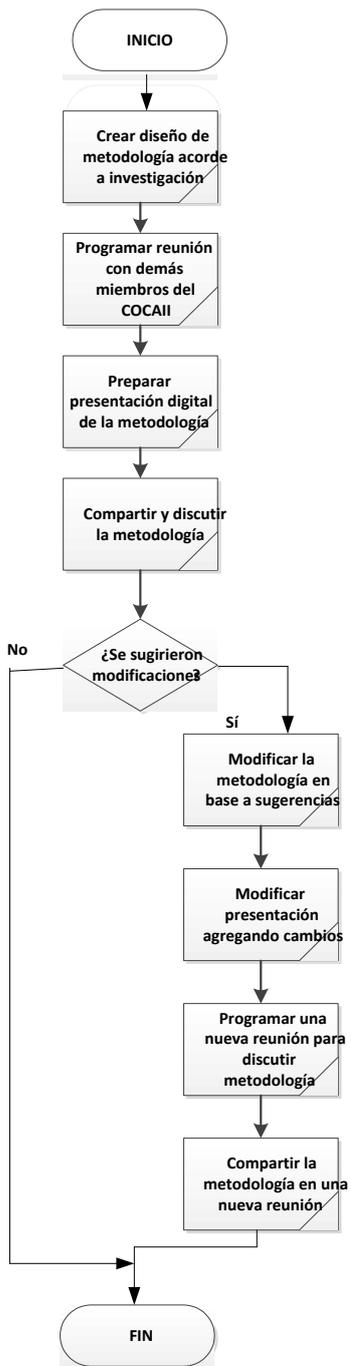 INICIO
Crear diseño de
metodología acorde
a investigación
Programar reunión
con demás
miembros del
COCAII
Preparar
presentación digital
de la metodología
Compartir y discutir
la metodología
¿Se sugirieron
modificaciones?
No
Sí
Modificar la
metodología en
base a sugerencias
Modificar
presentación
agregando cambios
Programar una
nueva reunión para
discutir
metodología
Compartir la
metodología en una
nueva reunión
FIN